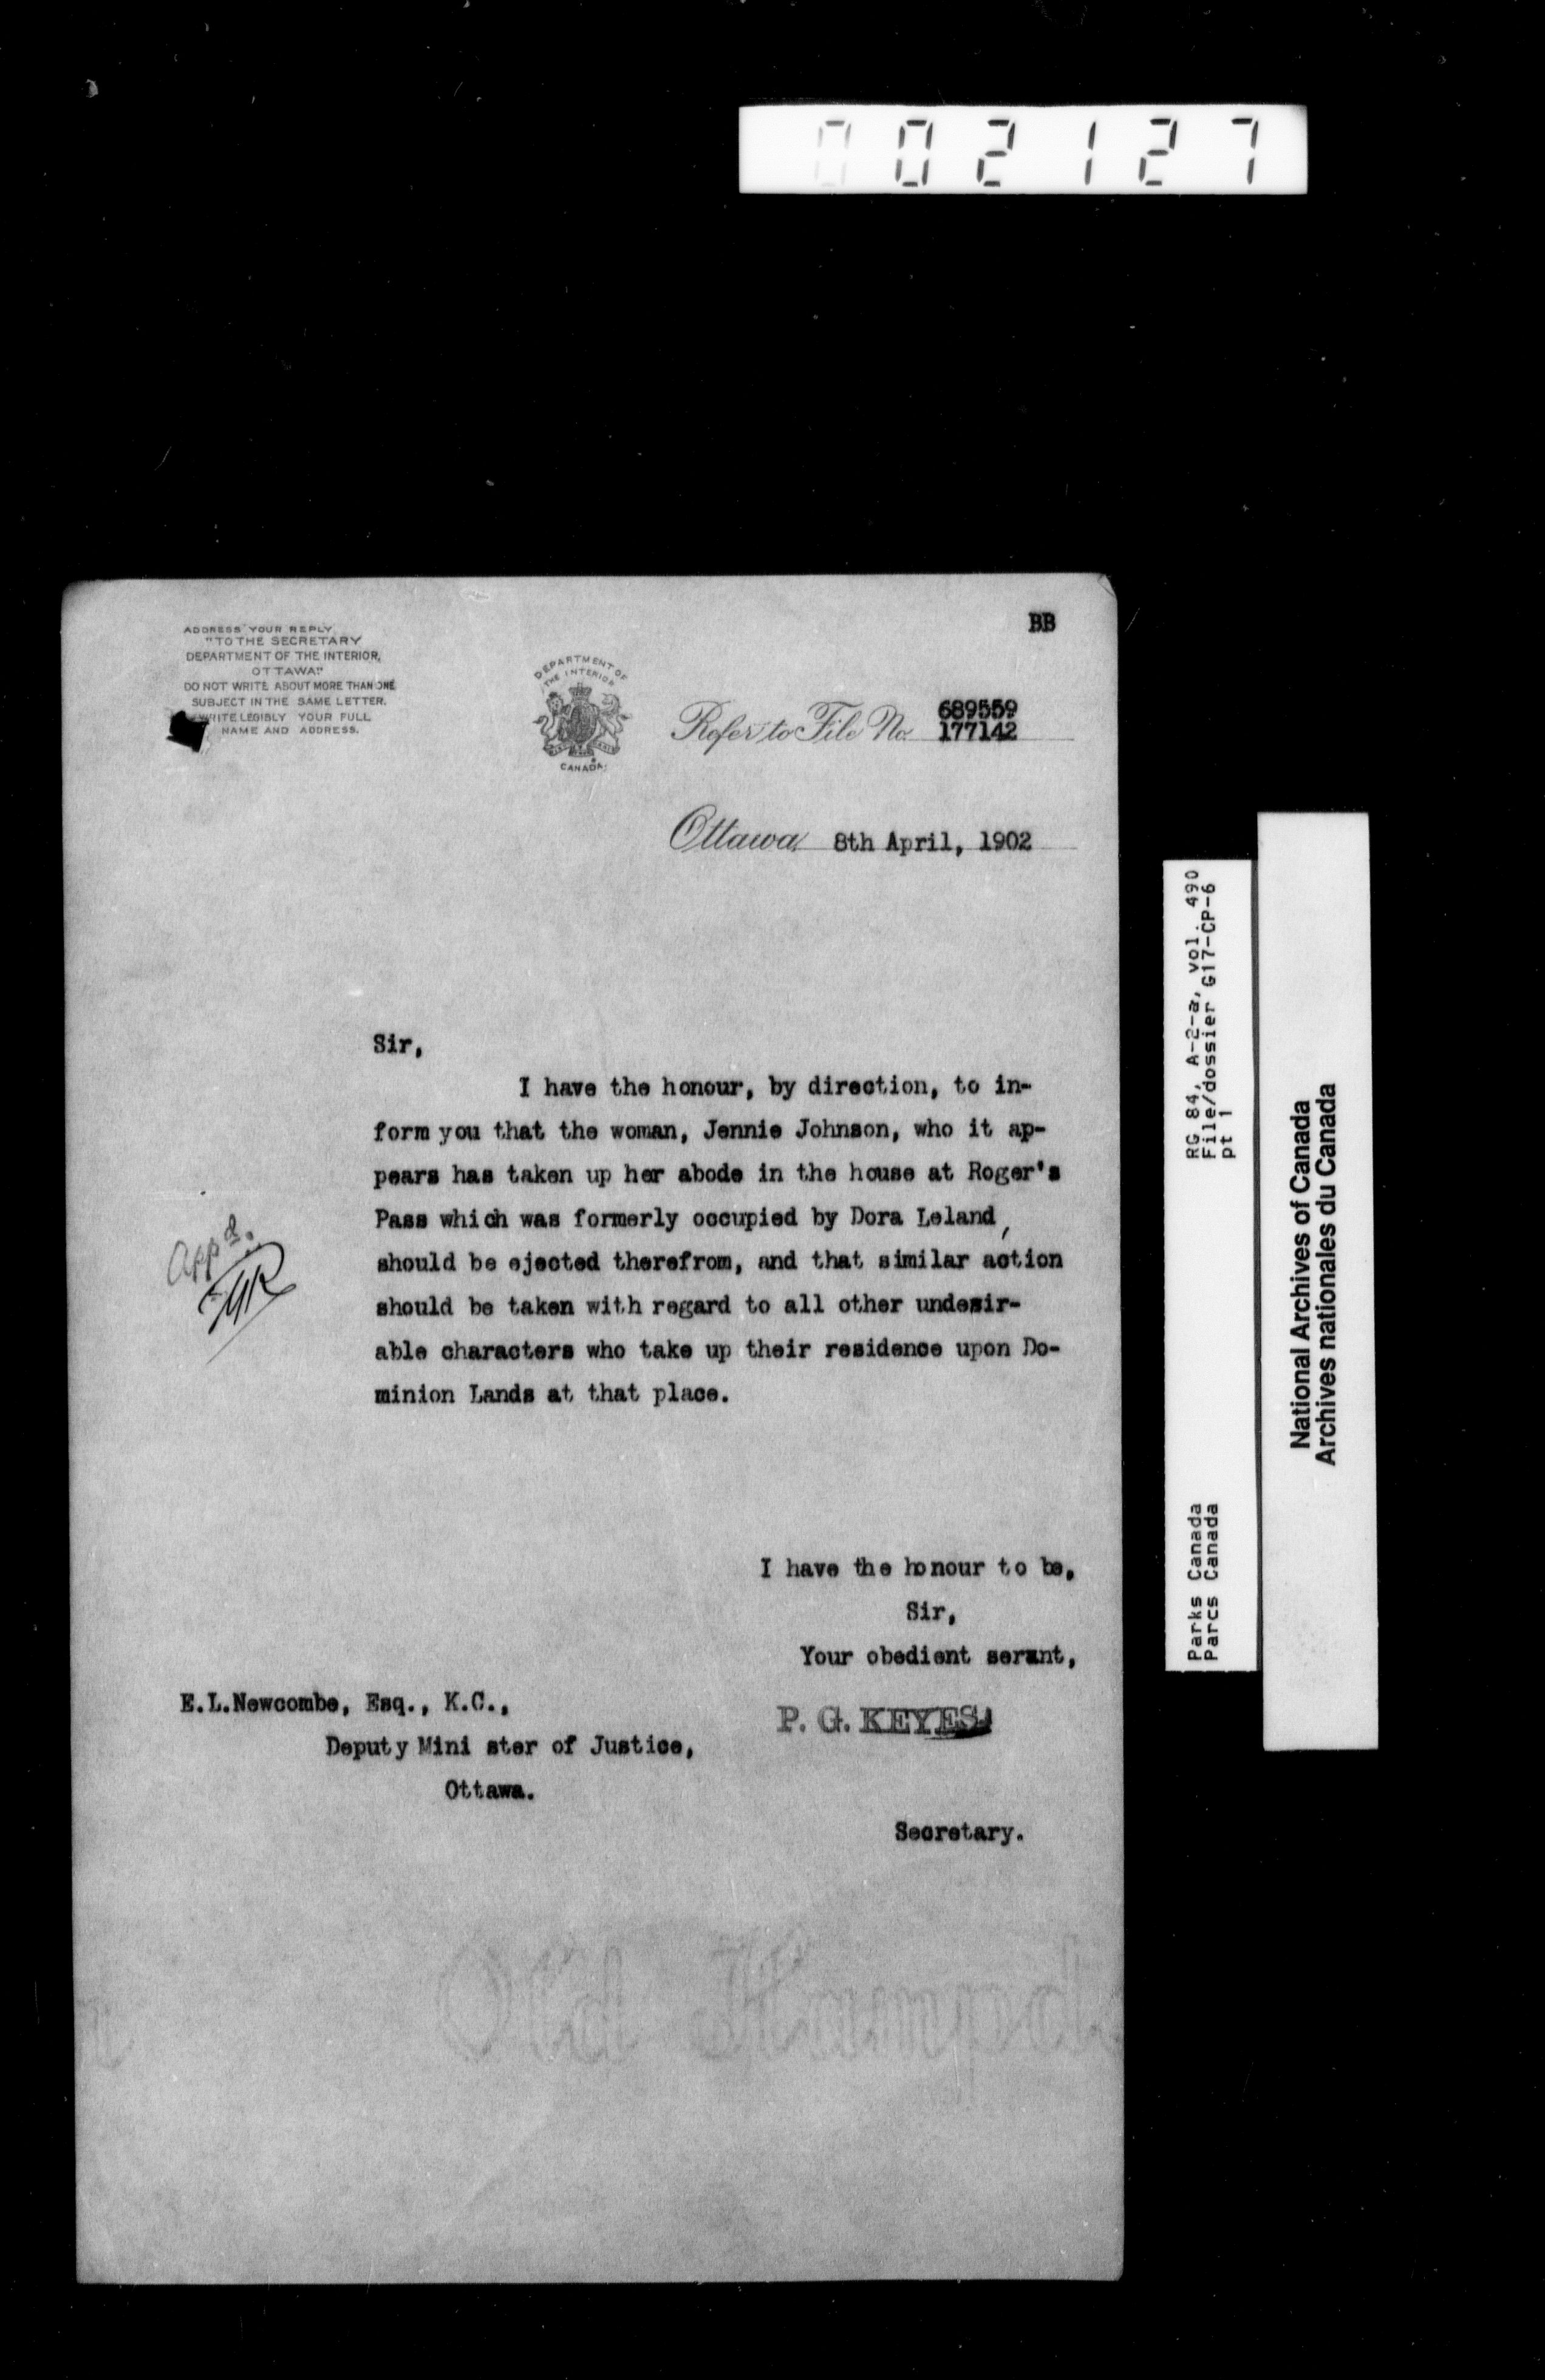 002127
BB
ADDRESS YOUR REPLY,
"TO THE SECRETARY
DEPARTMENT OF THE INTERIOR,
OTTAWA."
DO NOT WRITE ABOUT MORE THAN ONE
SUBJECT IN THE SAME LETTER.
WRITE LEGIBLY YOUR FULL
NAME AND ADDRESS.
DEPARTMENT OF
THE INTERIOR
CANADA
689559
Refer to File No. 177142
Ottawa, 8th April, 1902
Sir,
I have the honour, by direction, to in-
form you that the woman, Jennie Johnson, who it ap-
pears has taken up her abode in the house at Roger's
Pass which was formerly occupied by Dora Leland,
should be ejected therefrom, and that similar action
should be taken with regard to all other undesir-
able characters who take up their residence upon Do-
minion Lands at that place.
Appd.
I have the honour to be,
Sir,
Your obedient serant,
P. G. KEYES.
Secretary.
E.L.Newcombe, Esq., K.C.,
Deputy Mini ster of Justice,
Ottawa.
Old
RG 84, A-2-a, vol. 490
File/dossier G17-CP-6
pt 1
Parks Canada
Parcs Canada
National Archives of Canada
Archives nationales du Canada